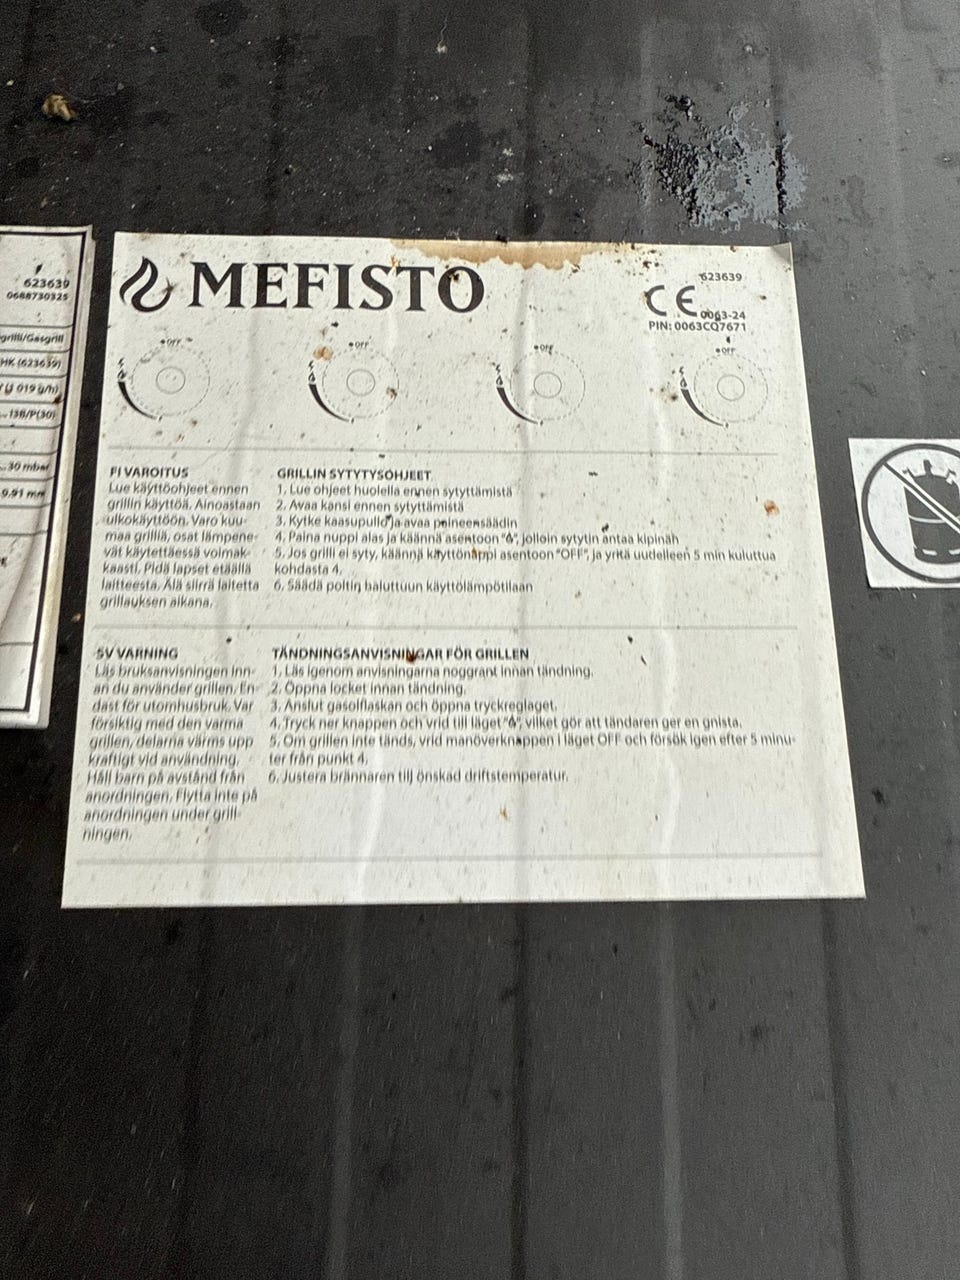 623639
0688730325
grilli/Gasgrill
HK (623639)
019 g/h)
I3B/P(30)
30 mbar
0.91 mm
MEFISTO
623639
CE 0063-24
PIN: 0063CQ7671
OFF
OFF
OFF
OFF
FI VAROITUS
Lue käyttöohjeet ennen
grillin käyttöä. Ainoastaan
ulkokäyttöön. Varo kuu-
maa grilliä, osat lämpene-
vät käytettäessä voimak-
kaasti. Pidä lapset etäällä
laitteesta. Älä siirrä laitetta
grillauksen aikana.
GRILLIN SYTYTYSOHJEET
1. Lue ohjeet huolella ennen sytyttämistä
2. Avaa kansi ennen sytyttämistä
3. Kytke kaasupullo ja avaa paineensäädin
4. Paina nuppi alas ja käännä asentoon "", jolloin sytytin antaa kipinäh
5. Jos grilli ei syty, käännä käyttönuppi asentoon "OFF", ja yritä uudelleen 5 min kuluttua
kohdasta 4.
6. Säädä poltin haluttuun käyttölämpötilaan
SV VARNING
Läs bruksanvisningen inn-
an du använder grillen. En-
dast för utomhusbruk. Var
försiktig med den varma
grillen, delarna värms upp
kraftigt vid användning.
Håll barn på avstånd från
anordningen. Flytta inte på
anordningen under grill-
ningen.
TÄNDNINGSANVISNINGAR FÖR GRILLEN
1. Läs igenom anvisningarna noggrant innan tändning.
2. Öppna locket innan tändning.
3. Anslut gasolflaskan och öppna tryckreglaget.
4. Tryck ner knappen och vrid till läget "", vilket gör att tändaren ger en gnista.
5. Om grillen inte tänds, vrid manöverknappen i läget OFF och försök igen efter 5 minu-
ter från punkt 4.
6. Justera brännaren till önskad driftstemperatur.